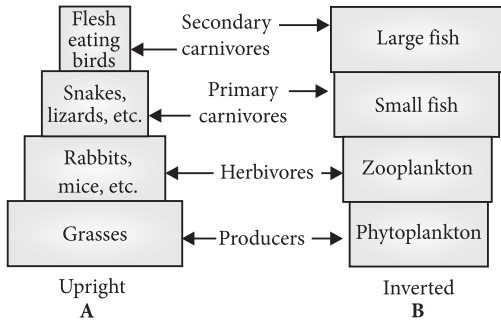 Flesh
eating
birds
Snakes,
lizards, etc.
Rabbits,
mice, etc.
Grasses
Upright
A
Secondary
carnivores
Primary
carnivores
Herbivores
Producers
Large fish
Small fish
Zooplankton
Phytoplankton
Inverted
B